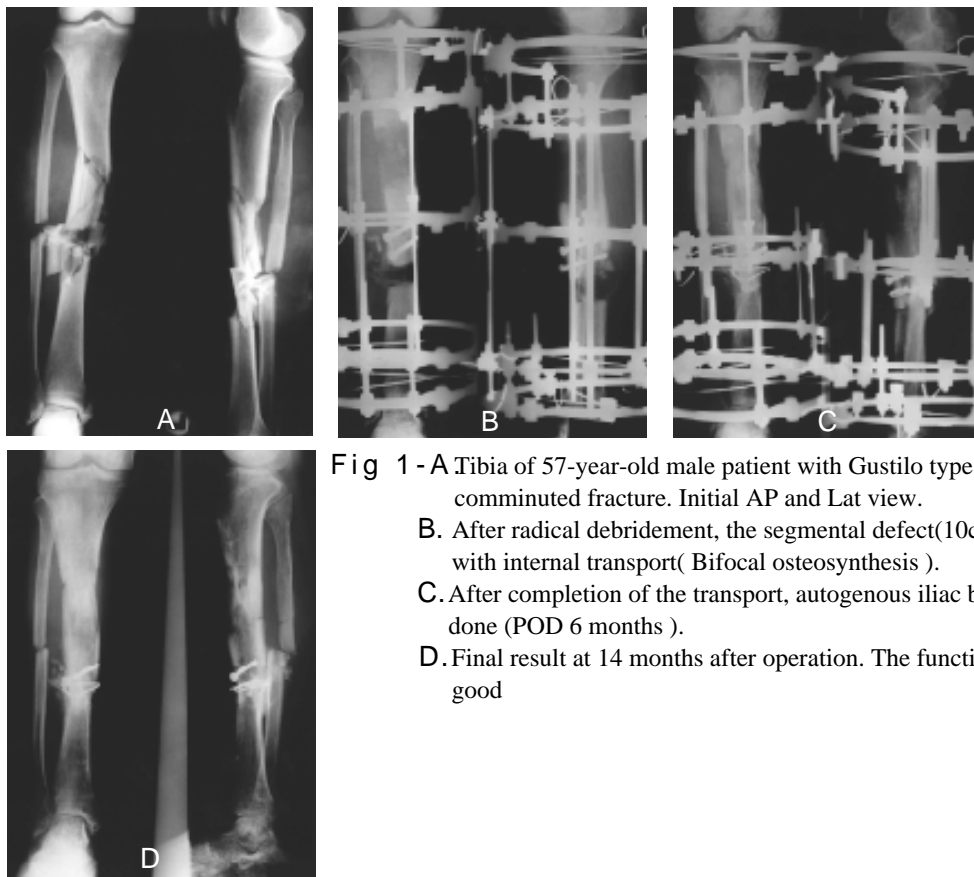 A
B
C
D
Fig 1-A. Tibia of 57-year-old male patient with Gustilo type
comminuted fracture. Initial AP and Lat view.
B. After radical debridement, the segmental defect(10
with internal transport( Bifocal osteosynthesis ).
C. After completion of the transport, autogenous iliac
done (POD 6 months ).
D. Final result at 14 months after operation. The
good